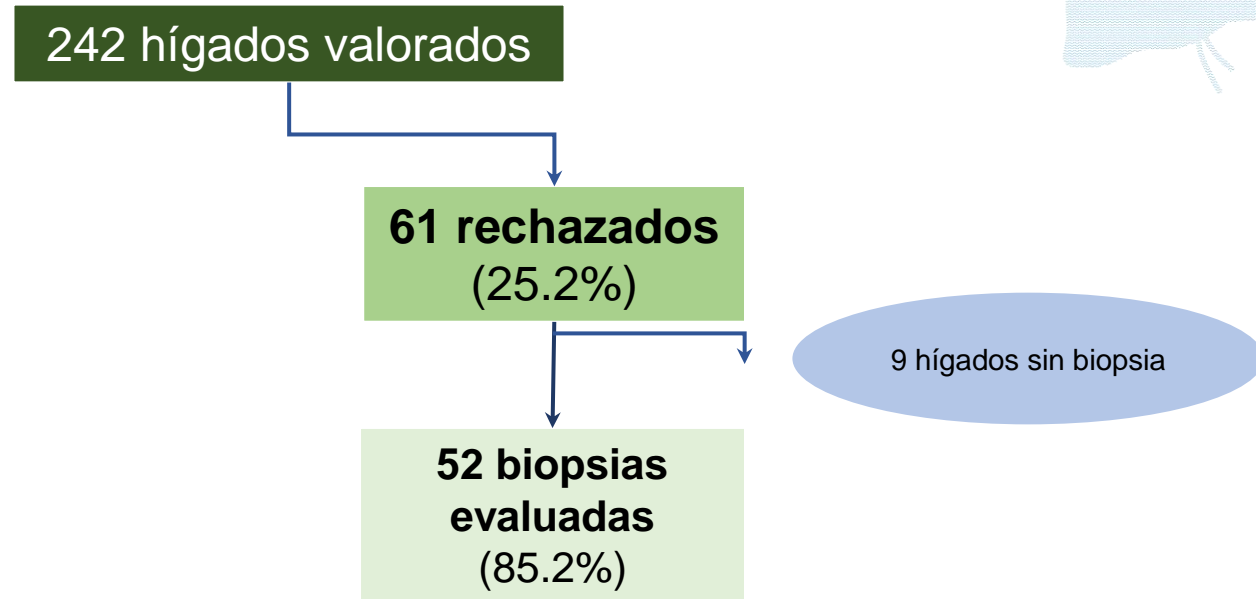 242 hígados valorados
61 rechazados
(25.2%)
9 hígados sin biopsia
52 biopsias
evaluadas
(85.2%)